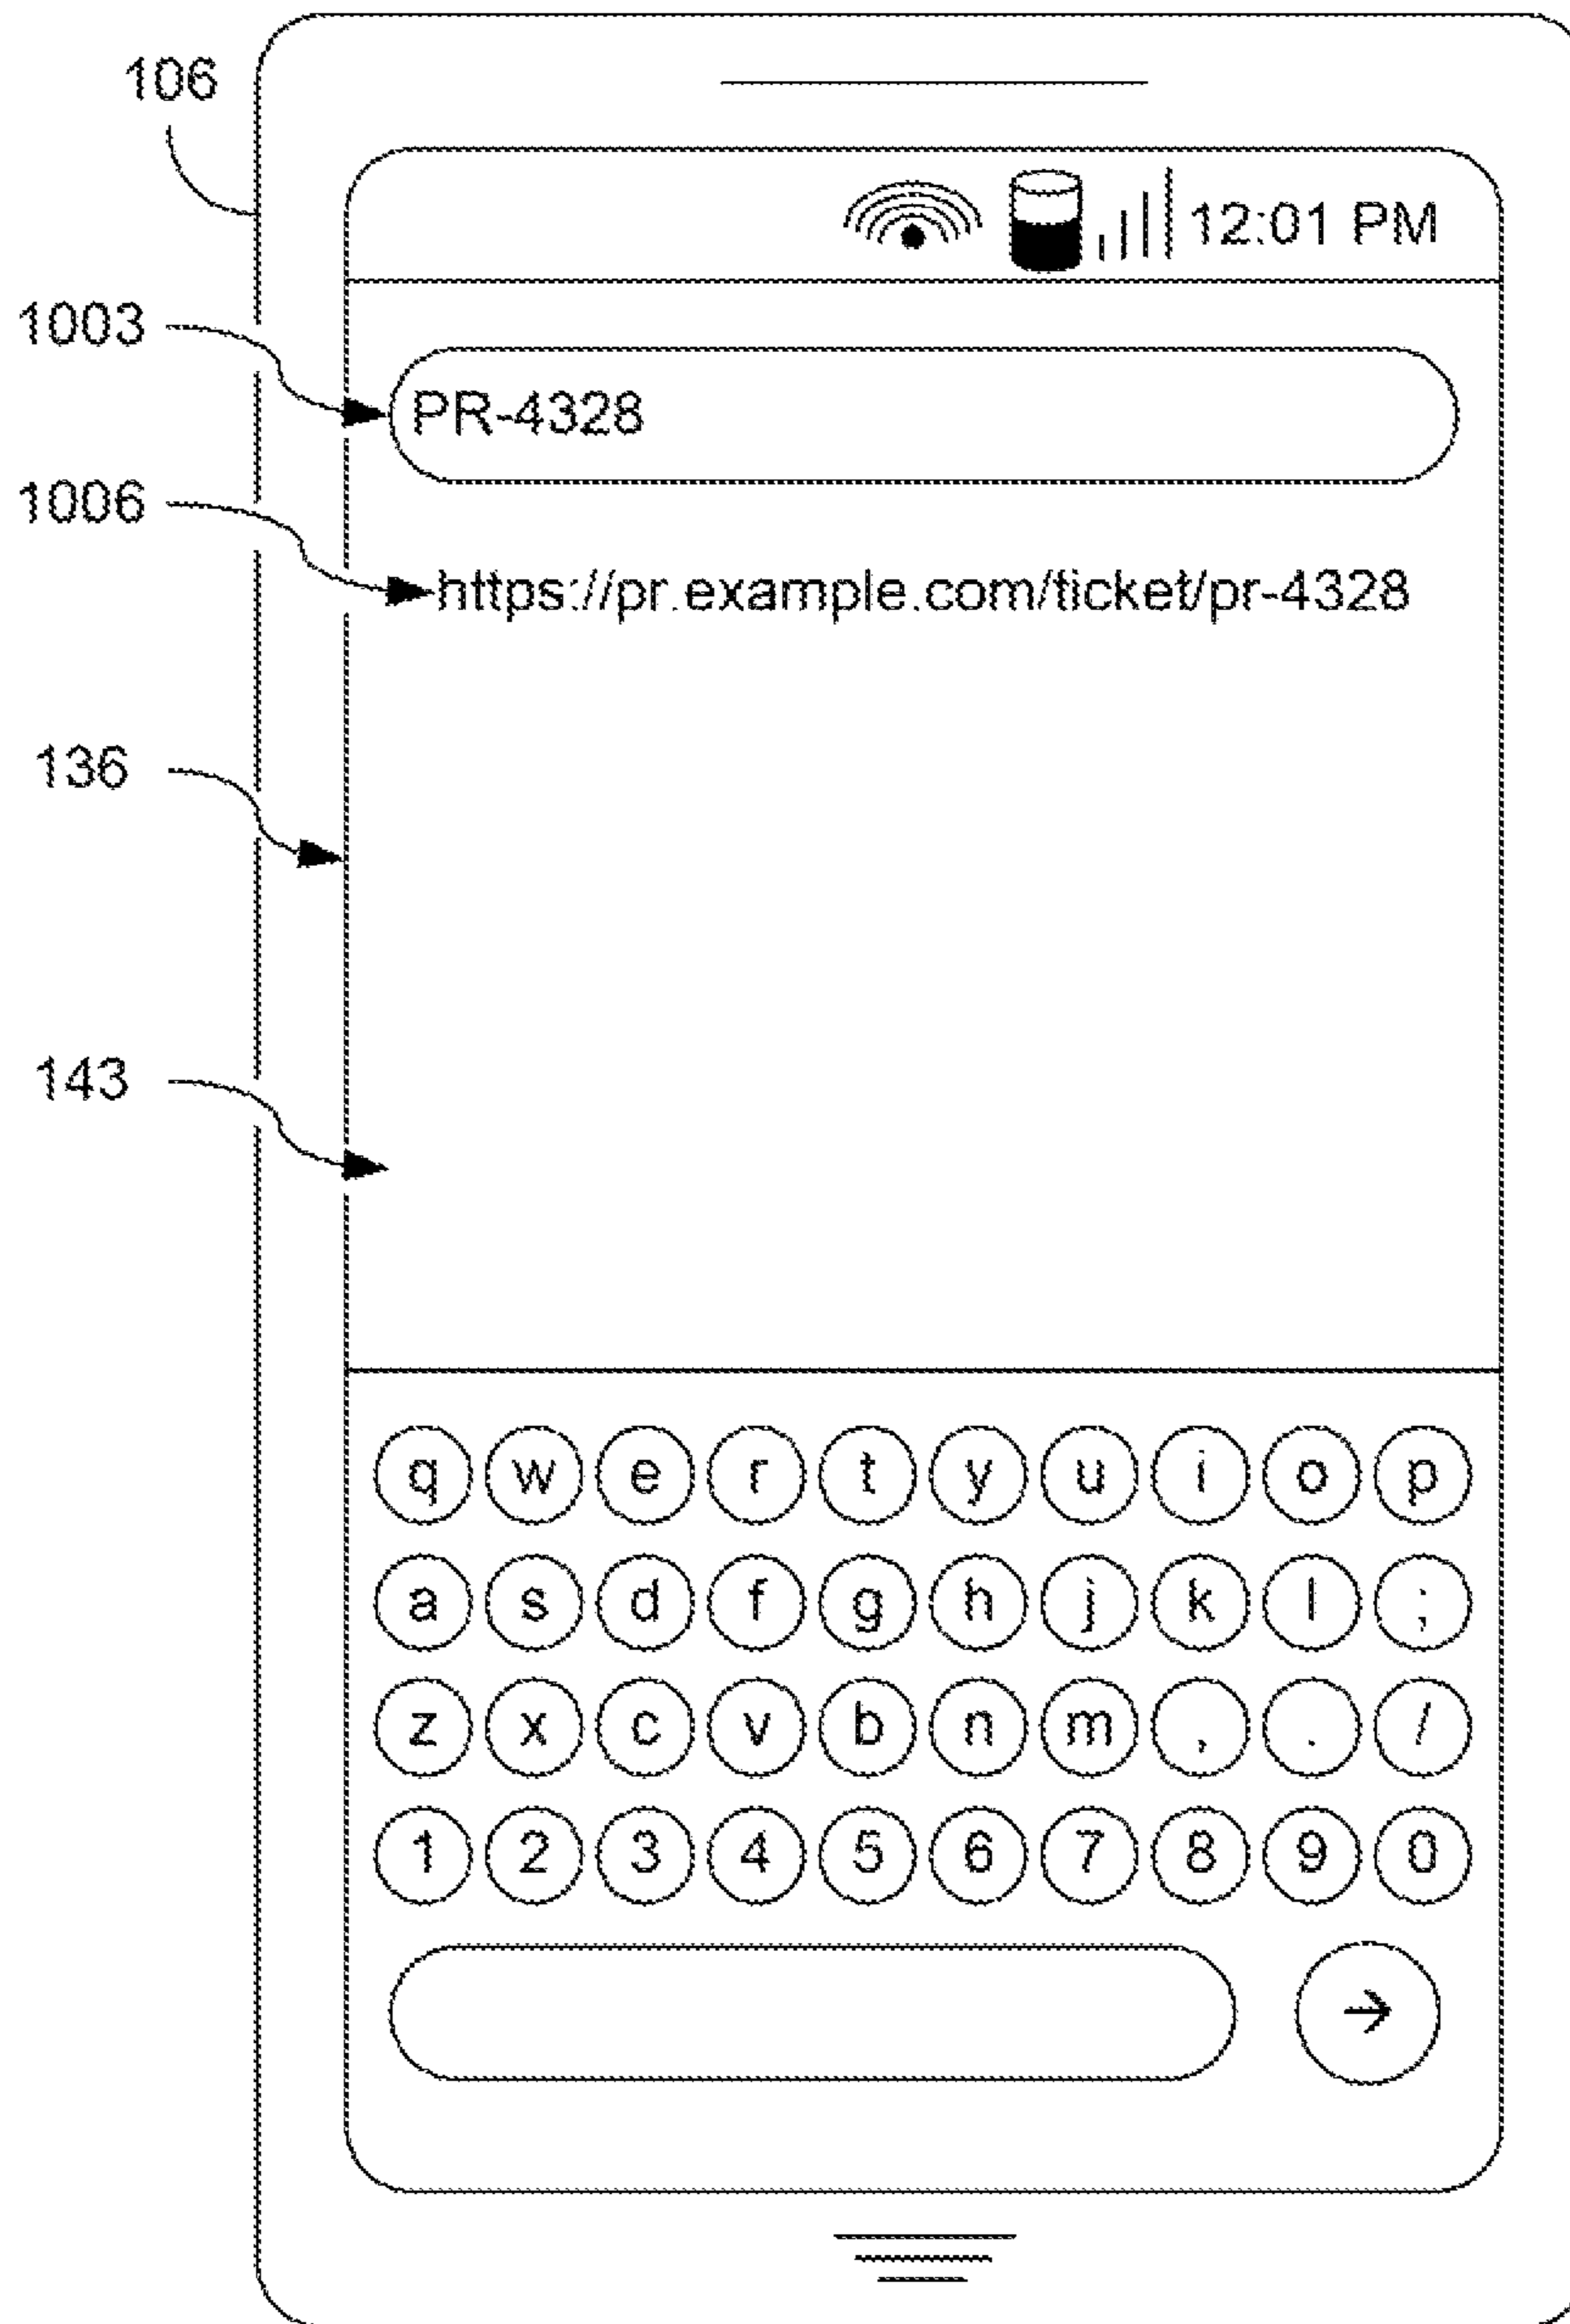 106
12:01 PM
1003
PR-4328
1006
https://pr.example.com/ticket/pr-4328
136
143
q w e r t y u i o p
a s d f g h j k l ;
z x c v b n m , . /
1 2 3 4 5 6 7 8 9 0
→